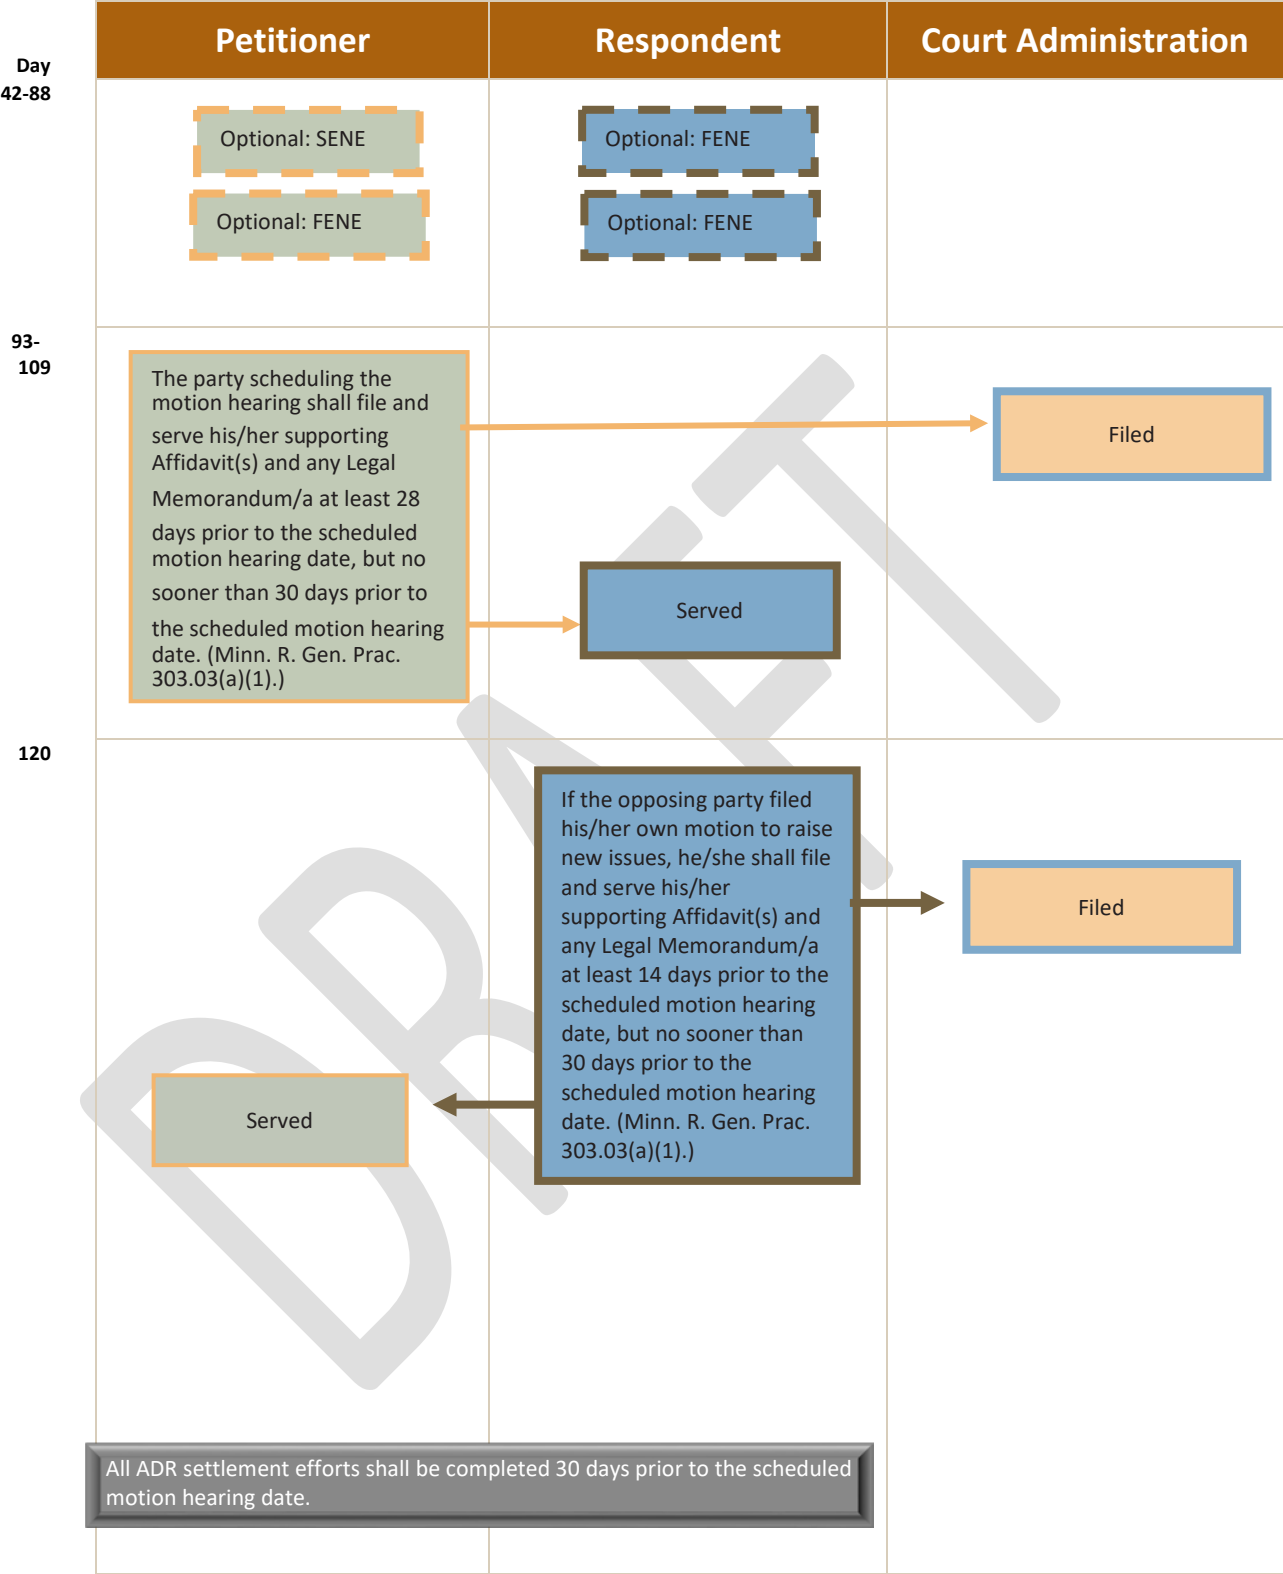 Petitioner
Respondent
Court Administration
Day
42-88
Optional: SENE
Optional: FENE
Optional: FENE
Optional: FENE
93-
109
The party scheduling the
motion hearing shall file and
serve his/her supporting
Affidavit(s) and any Legal
Memorandum/a at least 28
days prior to the scheduled
motion hearing date, but no
sooner than 30 days prior to
the scheduled motion hearing
date. (Minn. R. Gen. Prac.
303.03(a)(1).)
Filed
Served
120
If the opposing party filed
his/her own motion to raise
new issues, he/she shall file
and serve his/her
supporting Affidavit(s) and
any Legal Memorandum/a
at least 14 days prior to the
scheduled motion hearing
date, but no sooner than
30 days prior to the
scheduled motion hearing
date. (Minn. R. Gen. Prac.
303.03(a)(1).)
Filed
Served
DRAFT
All ADR settlement efforts shall be completed 30 days prior to the scheduled
motion hearing date.